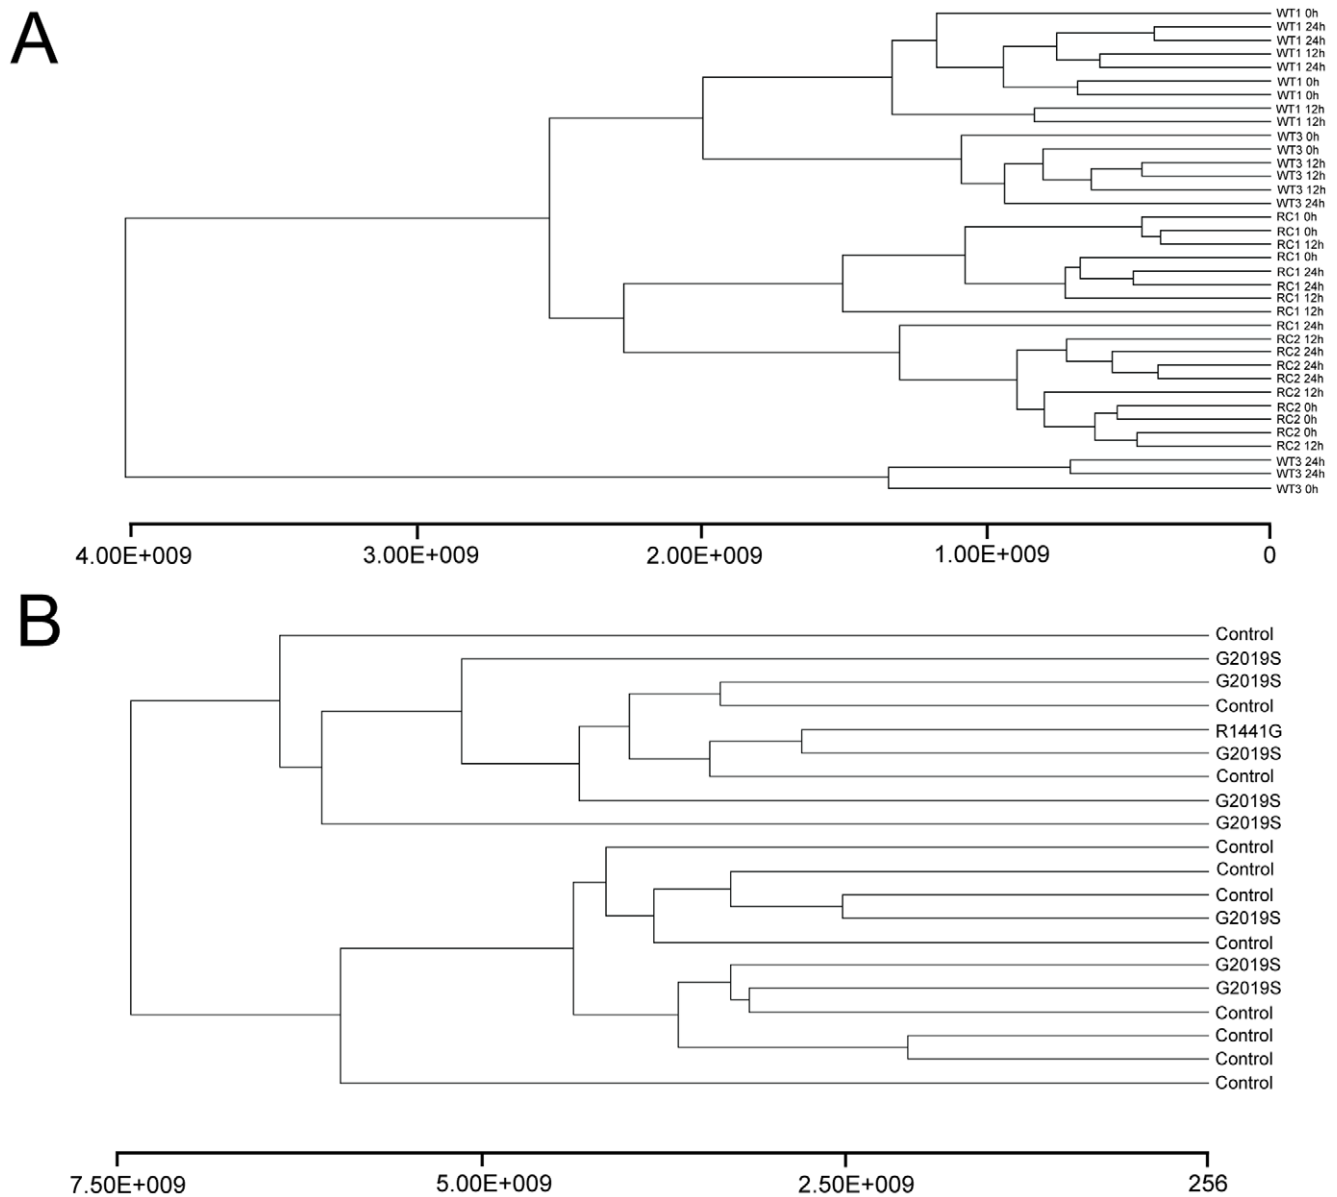 A
WT1 0h
WT1 24h
WT1 24h
WT1 12h
WT1 24h
WT1 0h
WT1 0h
WT1 12h
WT1 12h
WT3 0h
WT3 0h
WT3 12h
WT3 12h
WT3 12h
WT3 24h
RC1 0h
RC1 0h
RC1 12h
RC1 0h
RC1 24h
RC1 24h
RC1 12h
RC1 12h
RC1 24h
RC2 12h
RC2 24h
RC2 24h
RC2 24h
RC2 12h
RC2 0h
RC2 0h
RC2 0h
RC2 12h
WT3 24h
WT3 24h
WT3 0h
4.00E+009 3.00E+009 2.00E+009 1.00E+009 0
B
Control
G2019S
G2019S
Control
R1441G
G2019S
Control
G2019S
G2019S
Control
Control
Control
G2019S
Control
G2019S
G2019S
Control
Control
Control
Control
7.50E+009 5.00E+009 2.50E+009 256